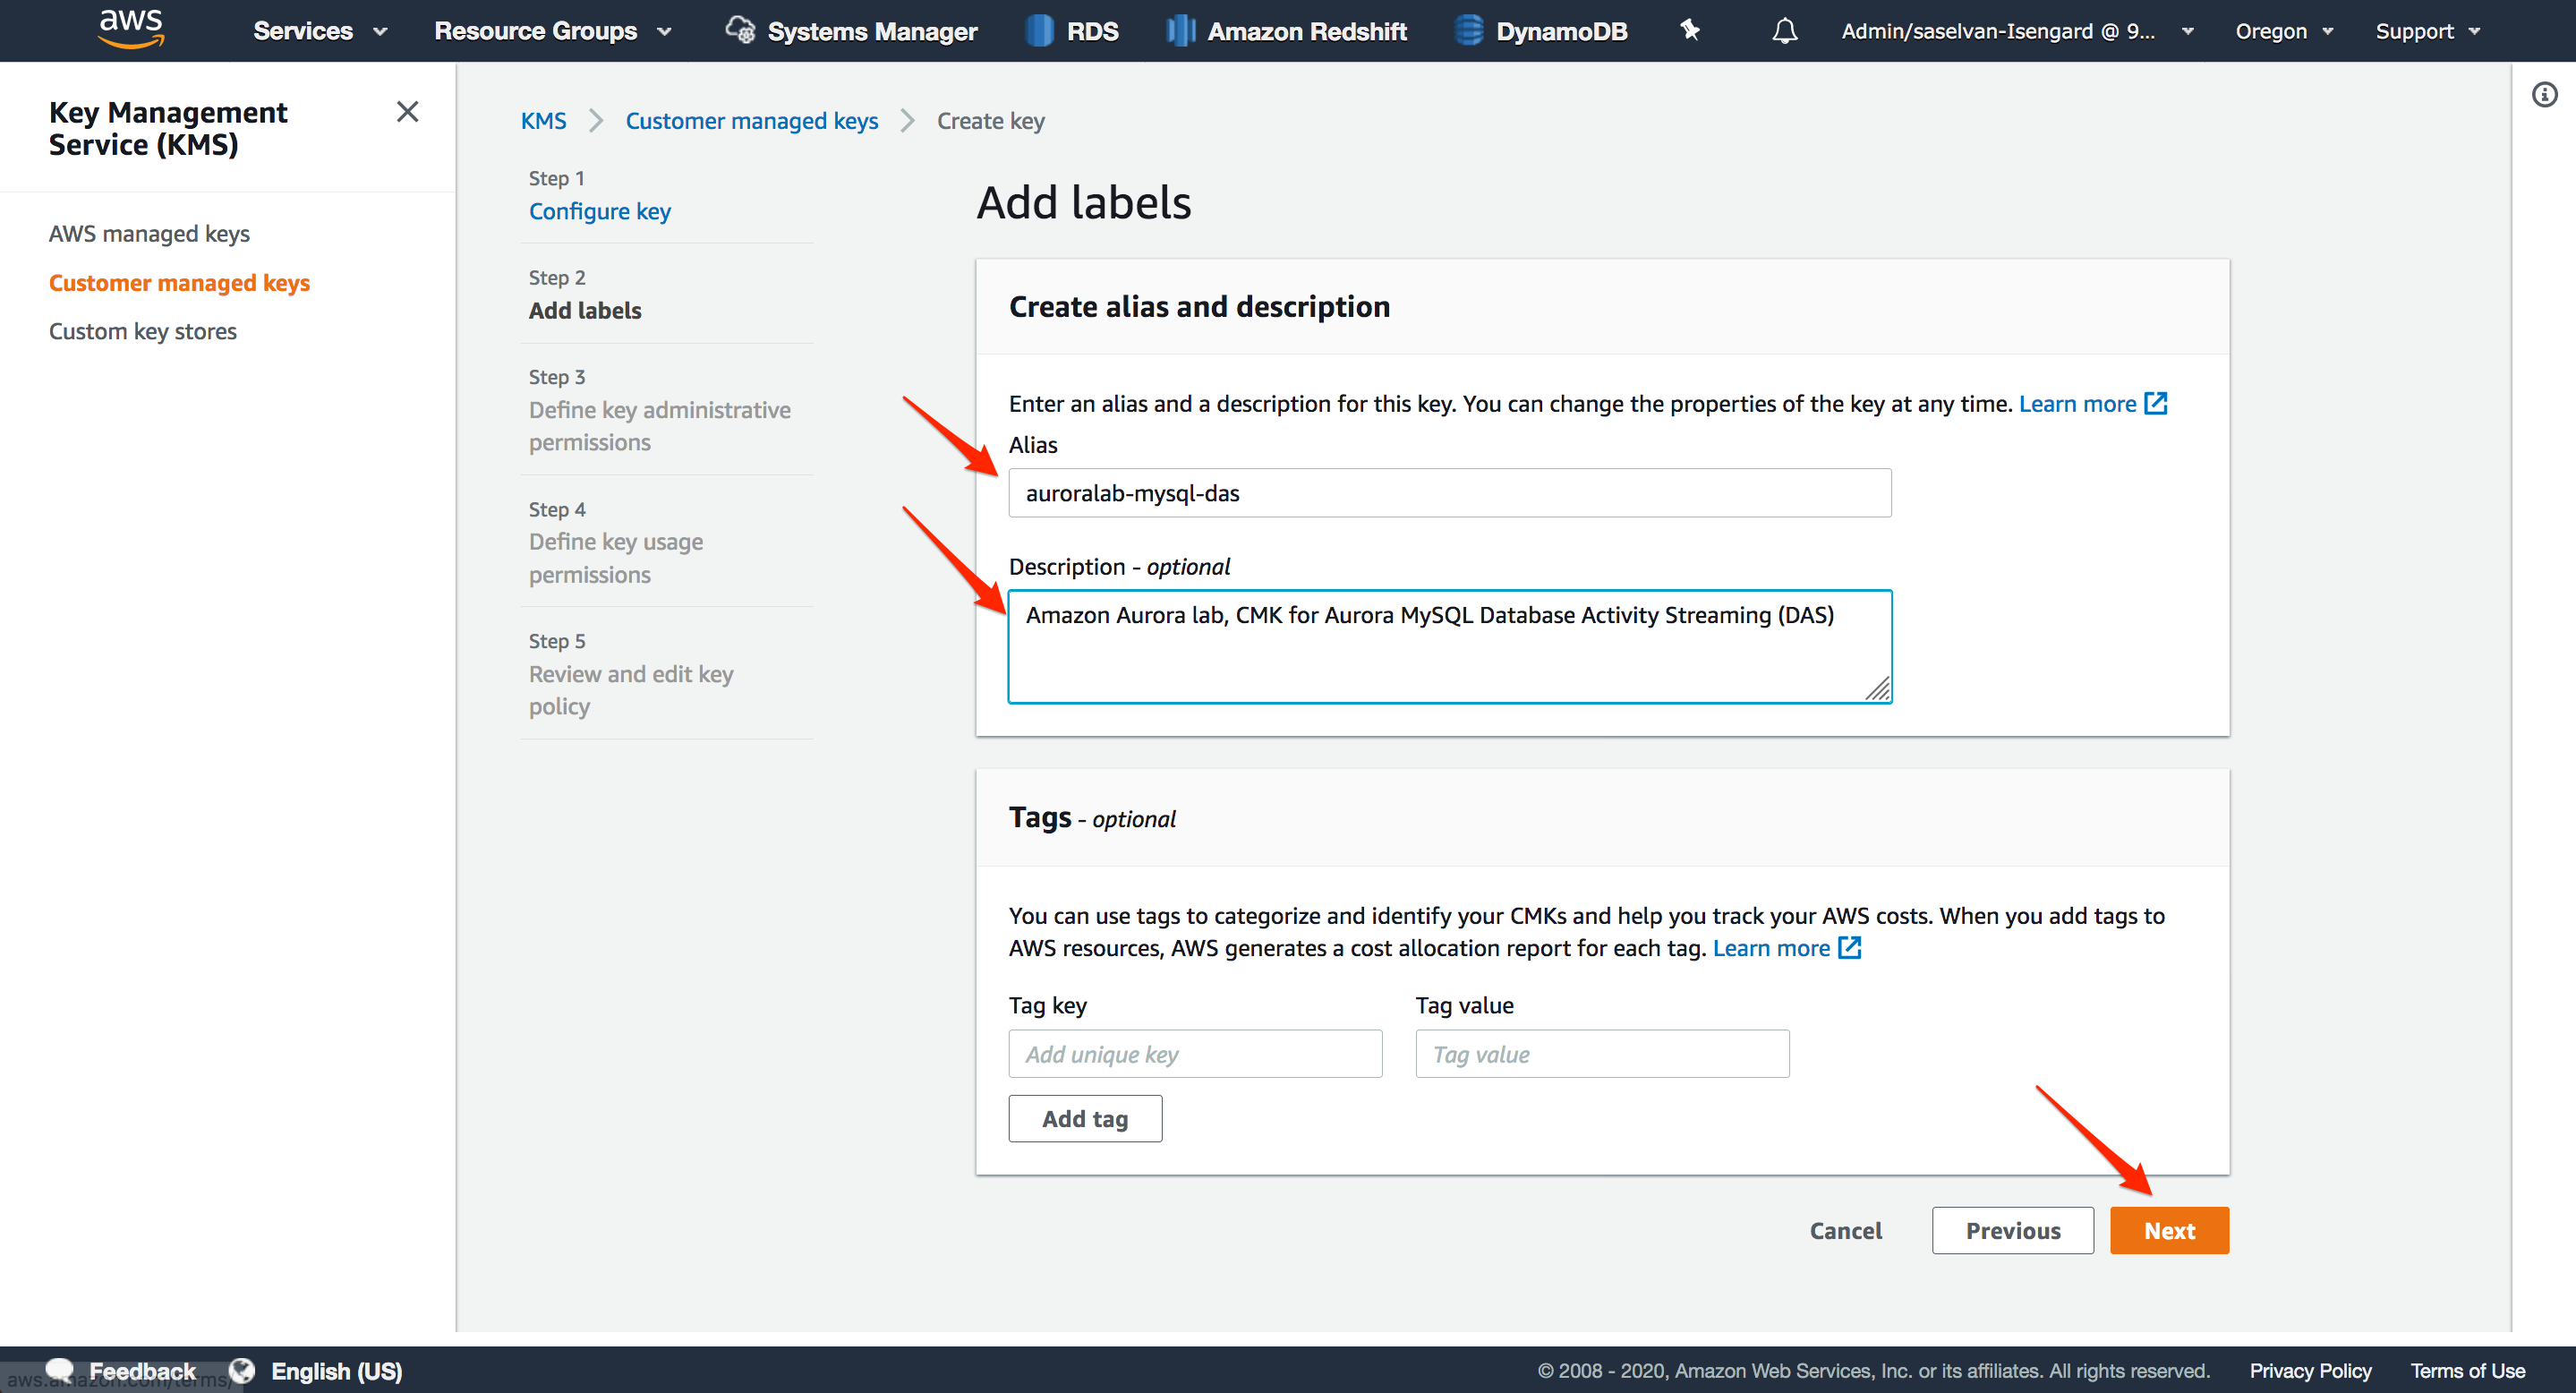 aws
Services
Resource Groups
Systems Manager
RDS
Amazon Redshift
DynamoDB
Admin/saselvan-Isengard @ 9...
Oregon
Support
Key Management
Service (KMS)
AWS managed keys
Customer managed keys
Custom key stores
KMS
Customer managed keys
Create key
Step 1
Configure key
Step 2
Add labels
Step 3
Define key administrative
permissions
Step 4
Define key usage
permissions
Step 5
Review and edit key
policy
Add labels
Create alias and description
Enter an alias and a description for this key. You can change the properties of the key at any time. Learn more
Alias
auroralab-mysql-das
Description - optional
Amazon Aurora lab, CMK for Aurora MySQL Database Activity Streaming (DAS)
Tags - optional
You can use tags to categorize and identify your CMKs and help you track your AWS costs. When you add tags to
AWS resources, AWS generates a cost allocation report for each tag. Learn more
Tag key
Tag value
Add unique key
Tag value
Add tag
Cancel
Previous
Next
Feedback
English (US)
aws.amazon.com/terms/
© 2008 - 2020, Amazon Web Services, Inc. or its affiliates. All rights reserved.
Privacy Policy
Terms of Use